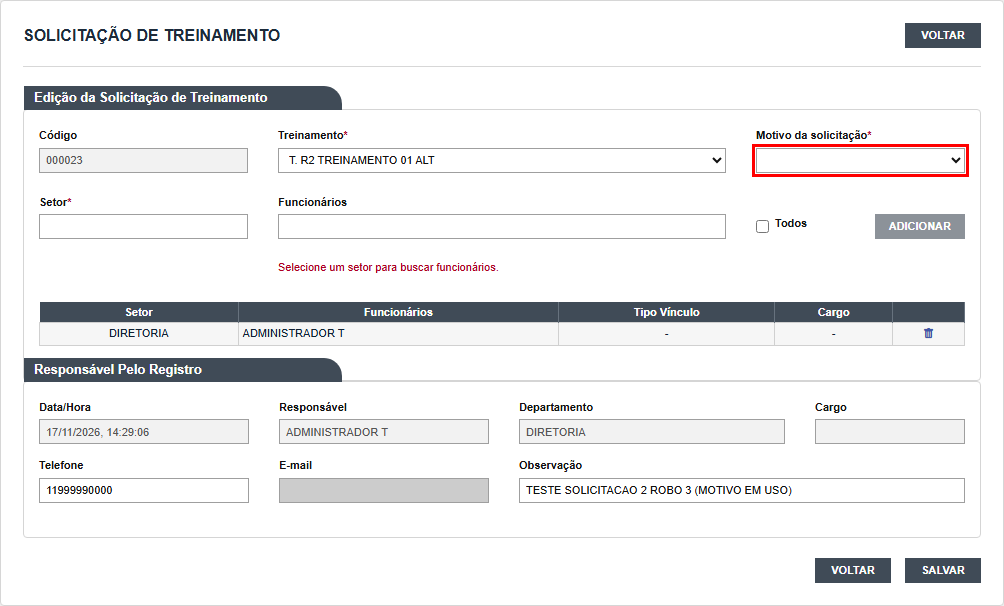 SOLICITAÇÃO DE TREINAMENTO
VOLTAR
Edição da Solicitação de Treinamento
Código
Treinamento*
Motivo da solicitação*
000023
T. R2 TREINAMENTO 01 ALT
Setor*
Funcionários
Todos
ADICIONAR
Selecione um setor para buscar funcionários.
Setor Funcionários Tipo Vínculo Cargo
DIRETORIA ADMINISTRADOR T - -
Responsável Pelo Registro
Data/Hora
Responsável
Departamento
Cargo
17/11/2026, 14:29:06
ADMINISTRADOR T
DIRETORIA
Telefone
E-mail
Observação
11999990000
TESTE SOLICITACAO 2 ROBO 3 (MOTIVO EM USO)
VOLTAR
SALVAR